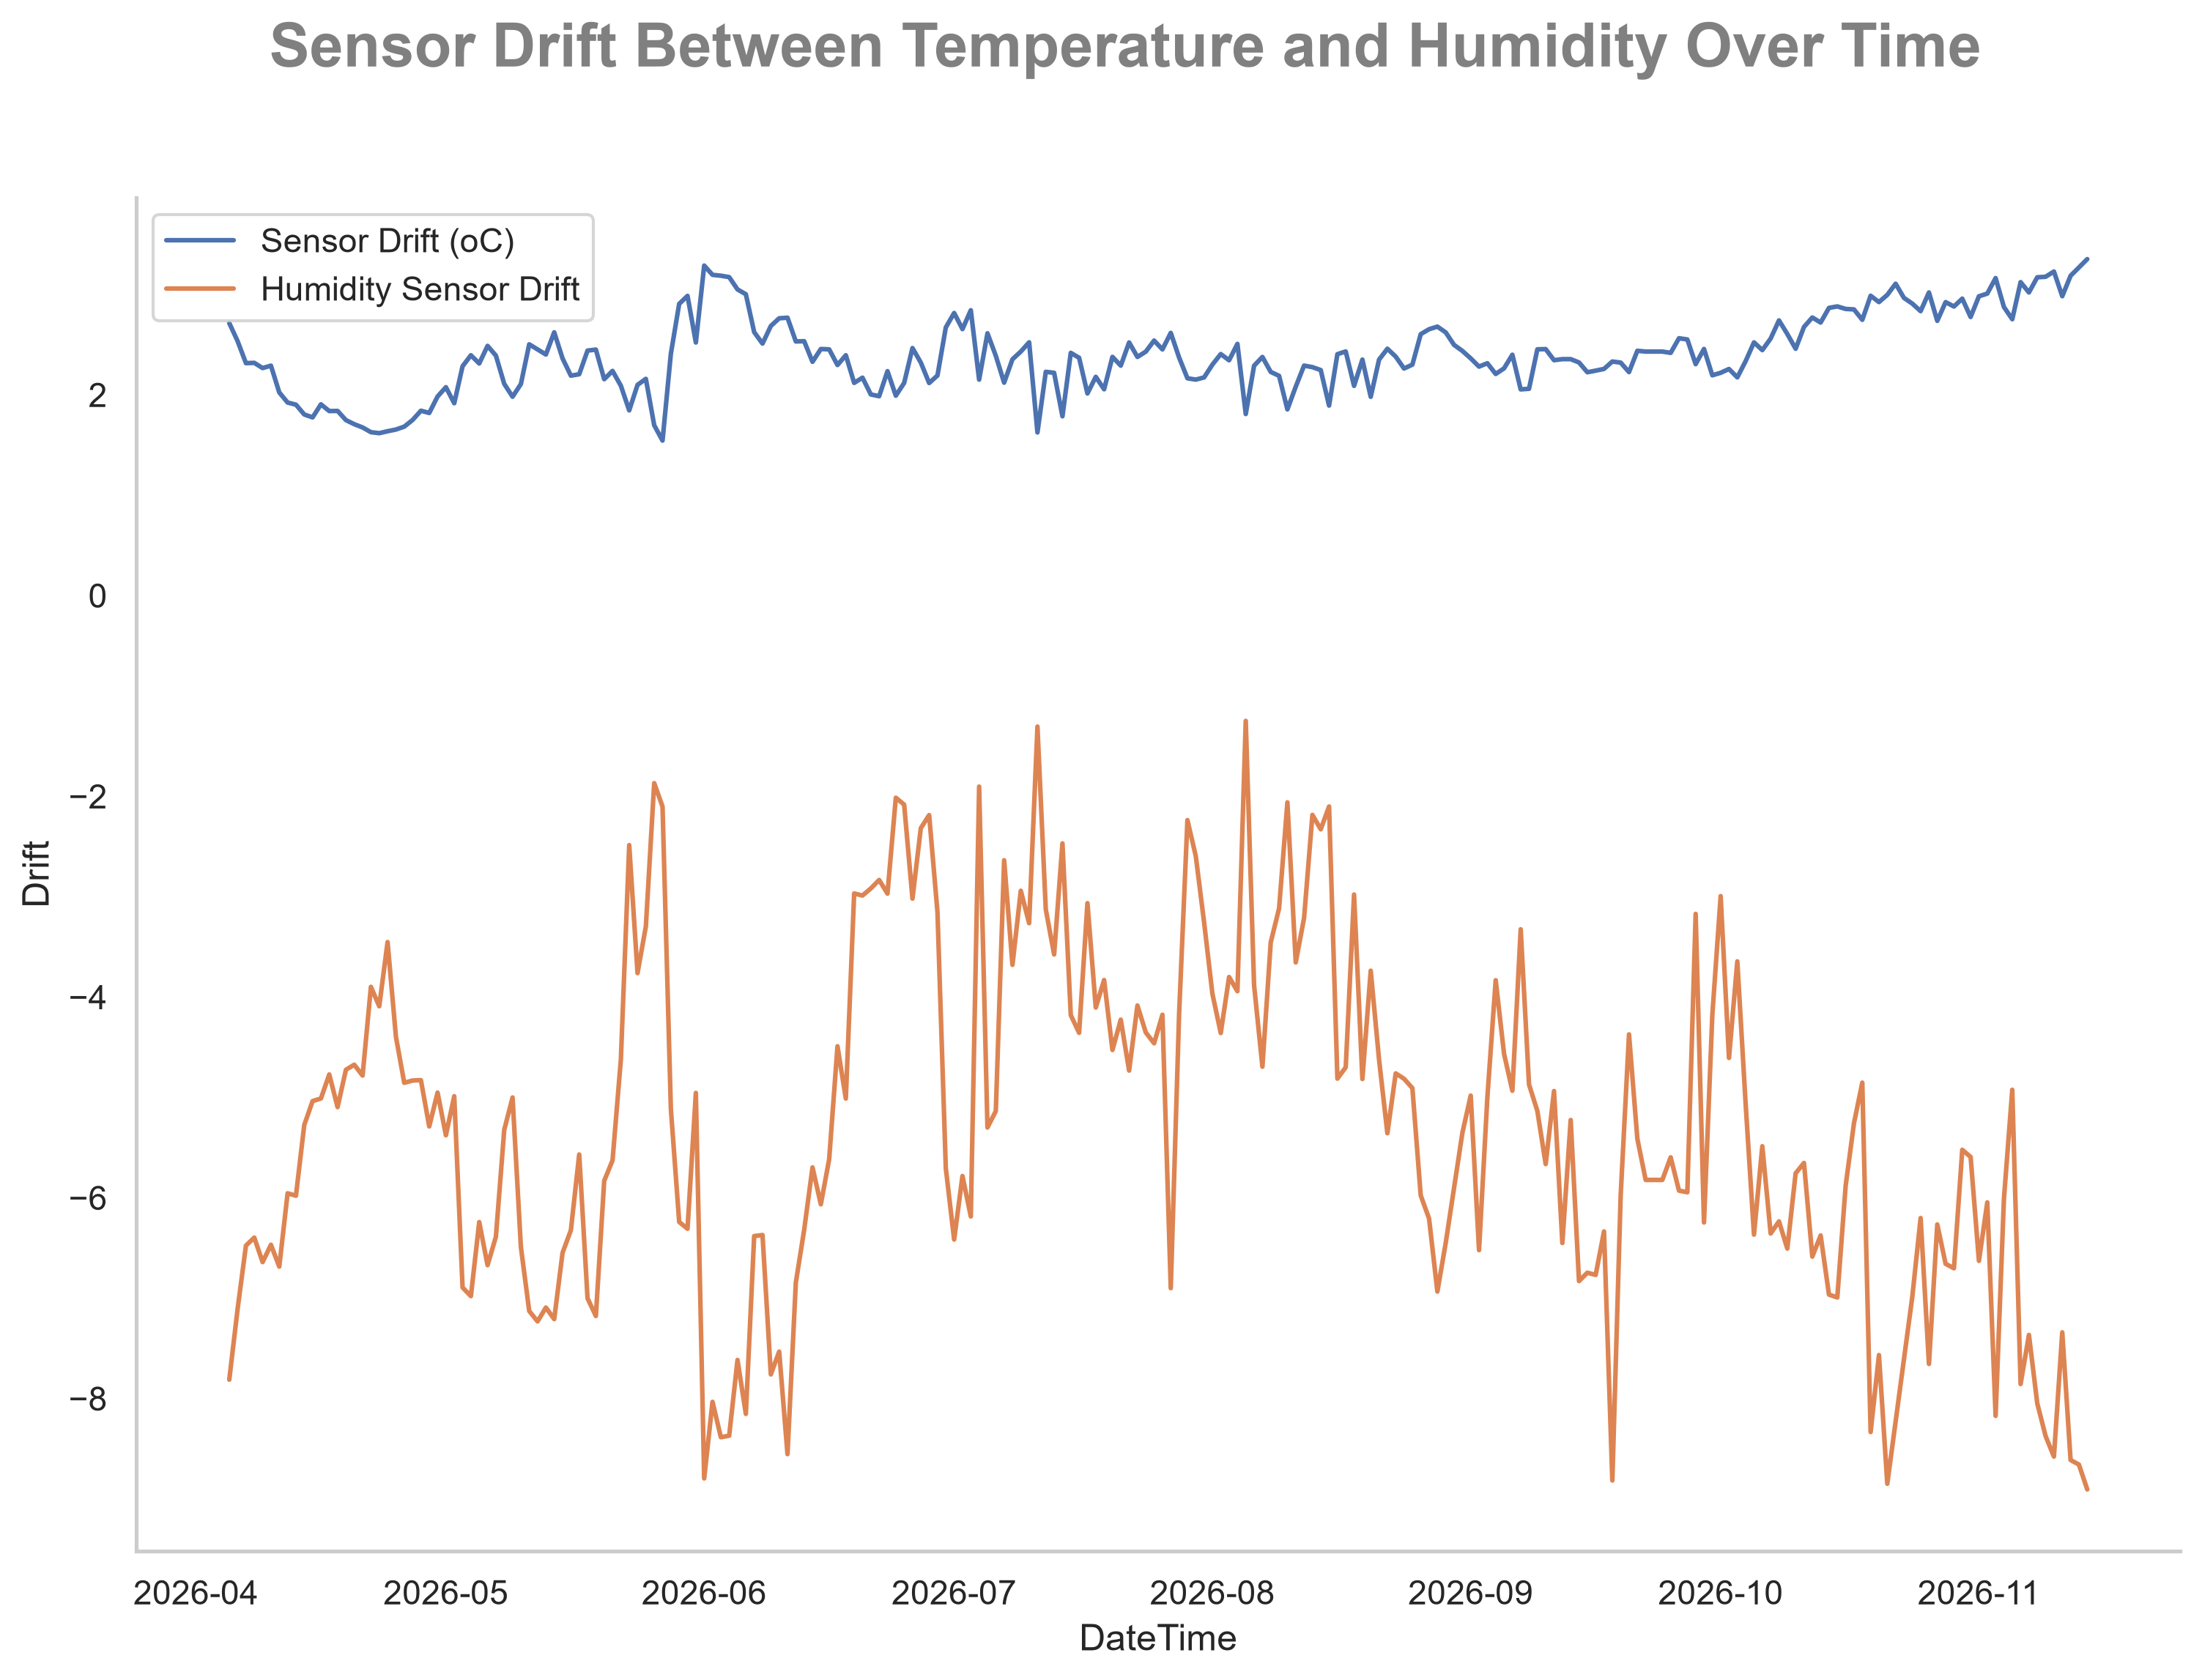 Sensor Drift Between Temperature and Humidity Over Time
Sensor Drift (oC)
Humidity Sensor Drift
2
0
−2
−4
−6
−8
Drift
2026-04 2026-05 2026-06 2026-07 2026-08 2026-09 2026-10 2026-11
DateTime